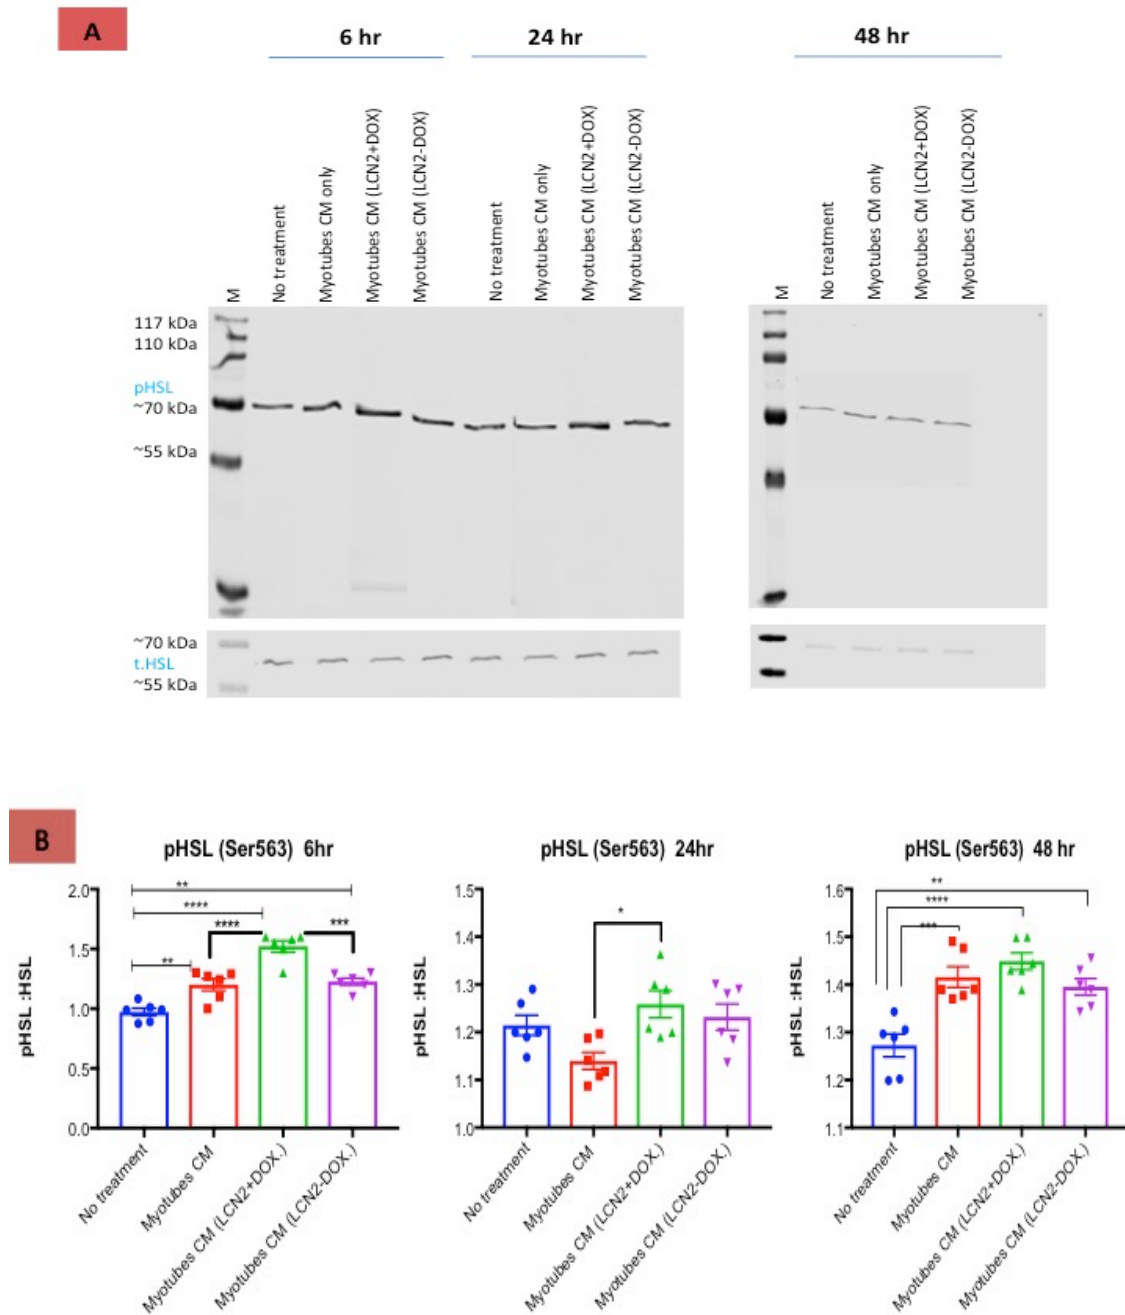 A
6 hr
24 hr
48 hr
M
No treatment
Myotubes CM only
Myotubes CM (LCN2+DOX)
Myotubes CM (LCN2-DOX)
No treatment
Myotubes CM only
Myotubes CM (LCN2+DOX)
Myotubes CM (LCN2-DOX)
M
No treatment
Myotubes CM only
Myotubes CM (LCN2+DOX)
Myotubes CM (LCN2-DOX)
117 kDa
110 kDa
pHSL
~70 kDa
~55 kDa
~70 kDa
t.HSL
~55 kDa
B
pHSL (Ser563) 6hr
pHSL :HSL
2.0
1.5
1.0
0.5
0.0
**
****
****
***
**
No treatment
Myotubes CM
Myotubes CM (LCN2+DOX.)
Myotubes CM (LCN2-DOX.)
pHSL (Ser563) 24hr
pHSL :HSL
1.5
1.4
1.3
1.2
1.1
1.0
*
No treatment
Myotubes CM
Myotubes CM (LCN2+DOX.)
Myotubes CM (LCN2-DOX.)
pHSL (Ser563) 48 hr
pHSL :HSL
1.6
1.5
1.4
1.3
1.2
1.1
**
****
***
No treatment
Myotubes CM
Myotubes CM (LCN2+DOX.)
Myotubes CM (LCN2-DOX.)